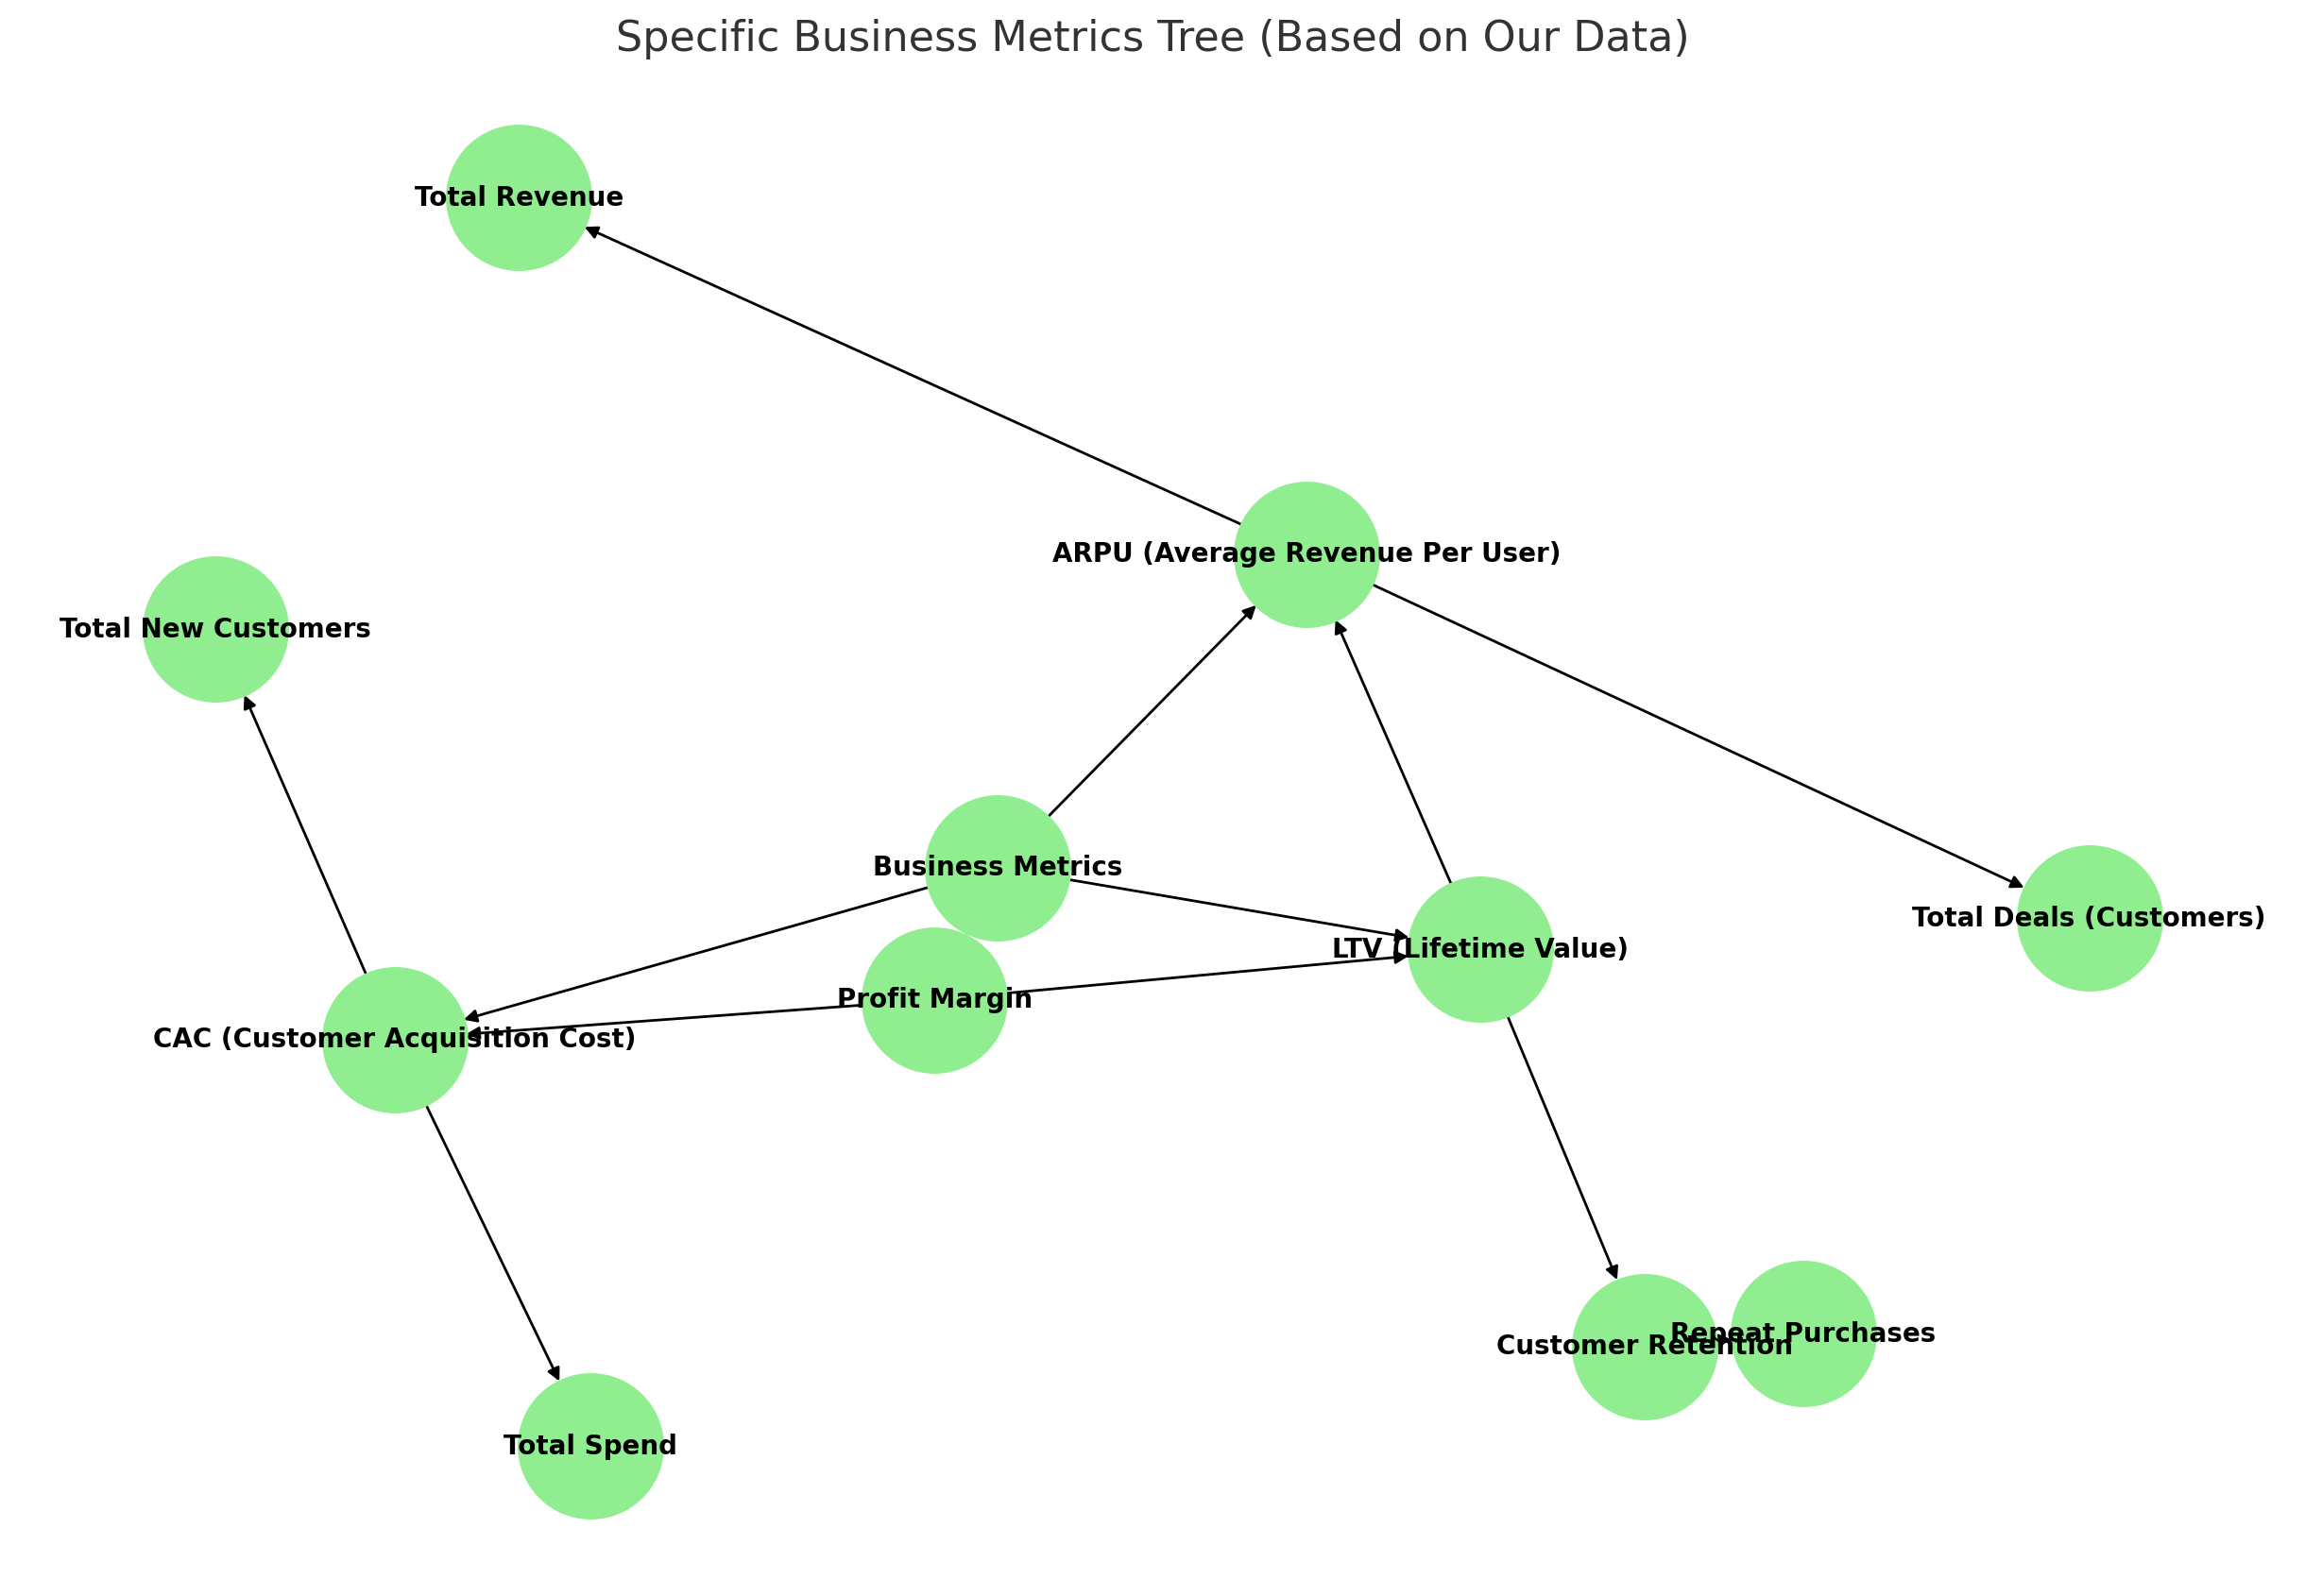 Specific Business Metrics Tree (Based on Our Data)
Total Revenue
ARPU (Average Revenue Per User)
Total New Customers
Business Metrics
Total Deals (Customers)
LTV (Lifetime Value)
Profit Margin
CAC (Customer Acquisition Cost)
Repeat Purchases
Customer Retention
Total Spend